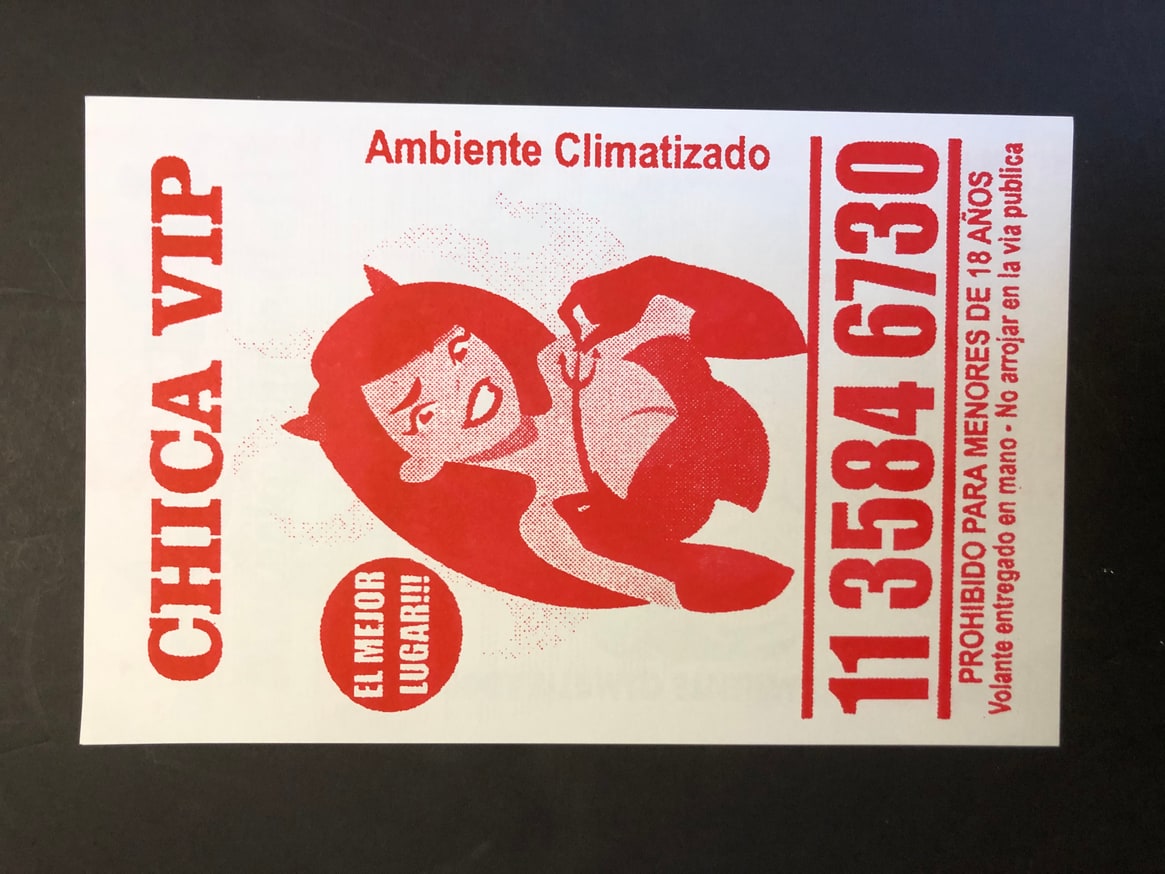 CHICA VIP
EL MEJOR
LUGAR!!!
Ambiente Climatizado
11 3584 6730
PROHIBIDO PARA MENORES DE 18 AÑOS
Volante entregado en mano - No arrojar en la via publica